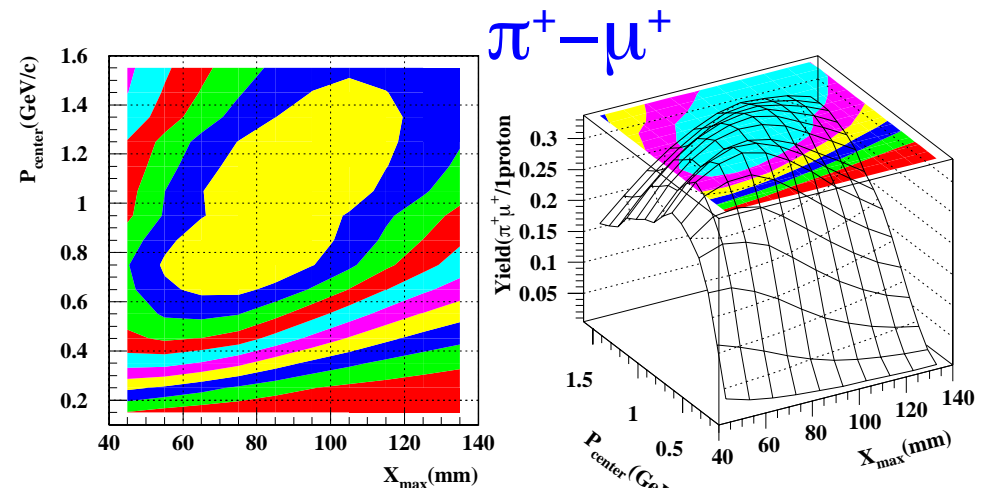 π⁺−μ⁺
P_center(GeV/c)
1.6
1.4
1.2
1
0.8
0.6
0.4
0.2
40 60 80 100 120 140
X_max(mm)
Yield(π⁺μ⁺/1proton
0.3
0.25
0.2
0.15
0.1
0.05
1.5
1
0.5
P_center(GeV
40 60 80 100 120 140
X_max(mm)